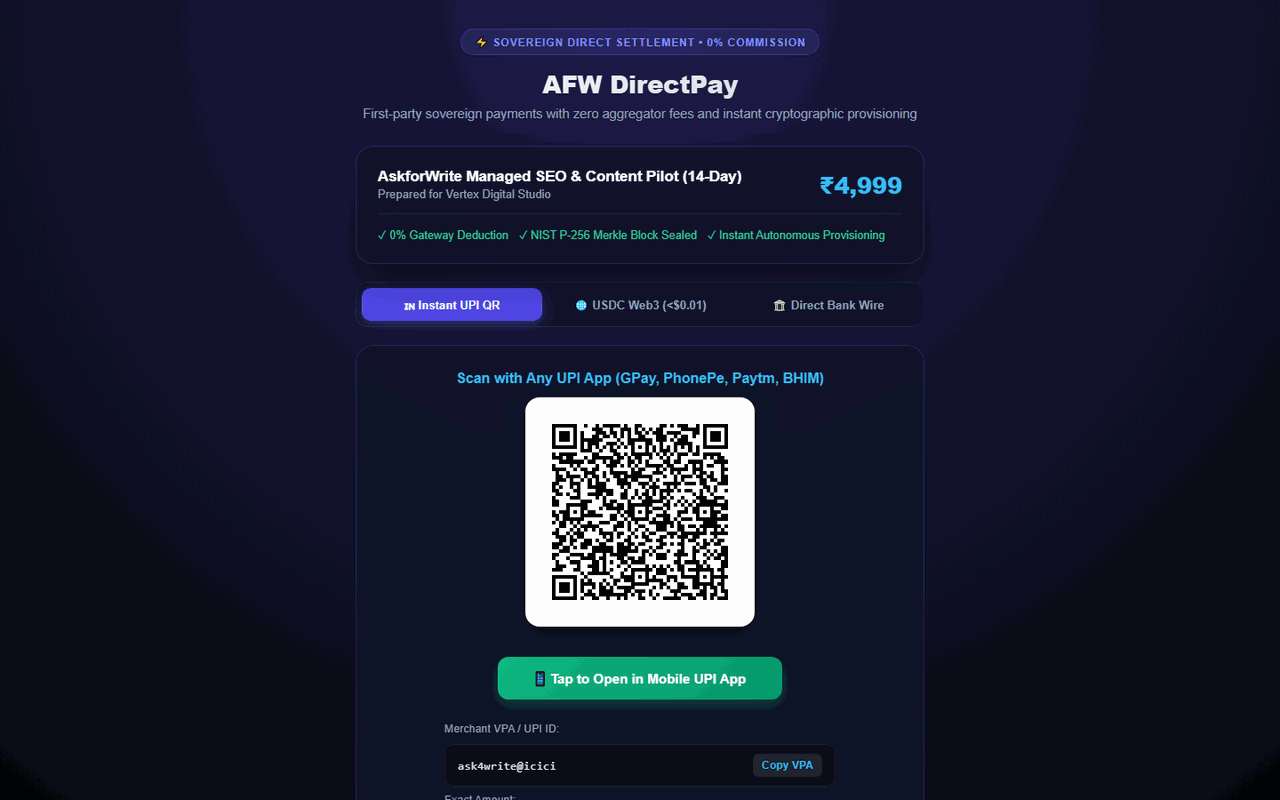 ⚡ SOVEREIGN DIRECT SETTLEMENT • 0% COMMISSION
AFW DirectPay
First-party sovereign payments with zero aggregator fees and instant cryptographic provisioning
AskforWrite Managed SEO & Content Pilot (14-Day)
Prepared for Vertex Digital Studio
₹4,999
✓ 0% Gateway Deduction ✓ NIST P-256 Merkle Block Sealed ✓ Instant Autonomous Provisioning
IN Instant UPI QR
🌐 USDC Web3 (<$0.01)
🏛 Direct Bank Wire
Scan with Any UPI App (GPay, PhonePe, Paytm, BHIM)
📱 Tap to Open in Mobile UPI App
Merchant VPA / UPI ID:
ask4write@icici
Copy VPA
Exact Amount: